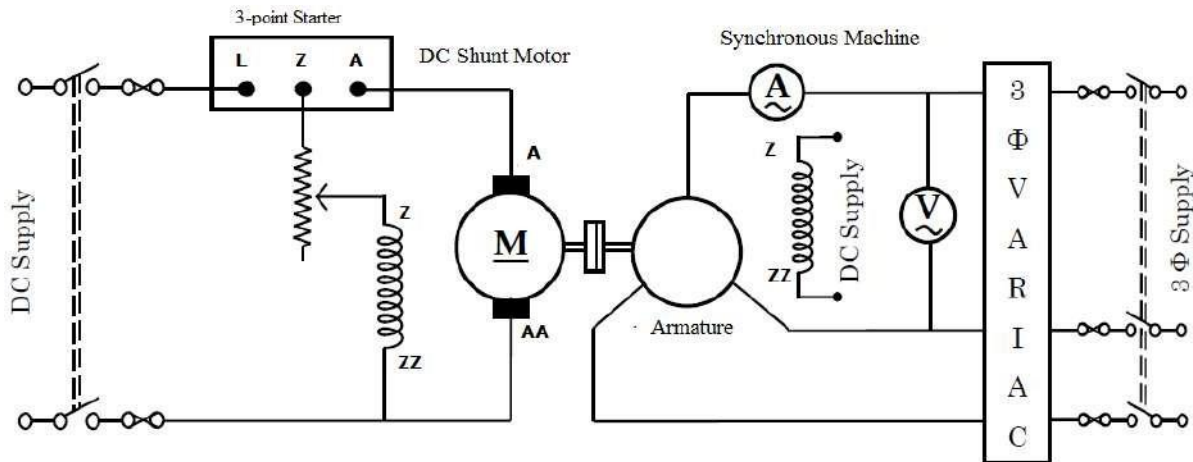 3-point Starter
L Z A
DC Shunt Motor
DC Supply
Z
ZZ
A
M
AA
Synchronous Machine
A
Z
ZZ
DC Supply
V
Armature
3 Φ V A R I A C
3 Φ Supply